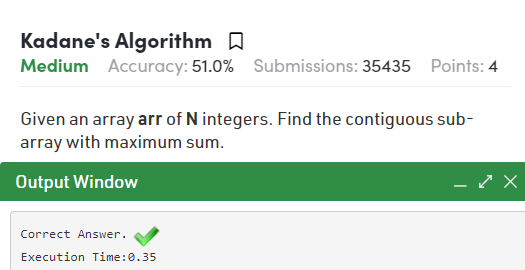 Kadane's Algorithm
Medium Accuracy: 51.0% Submissions: 35435 Points: 4
Given an array arr of N integers. Find the contiguous sub-
array with maximum sum.
Output Window
Correct Answer.
Execution Time:0.35